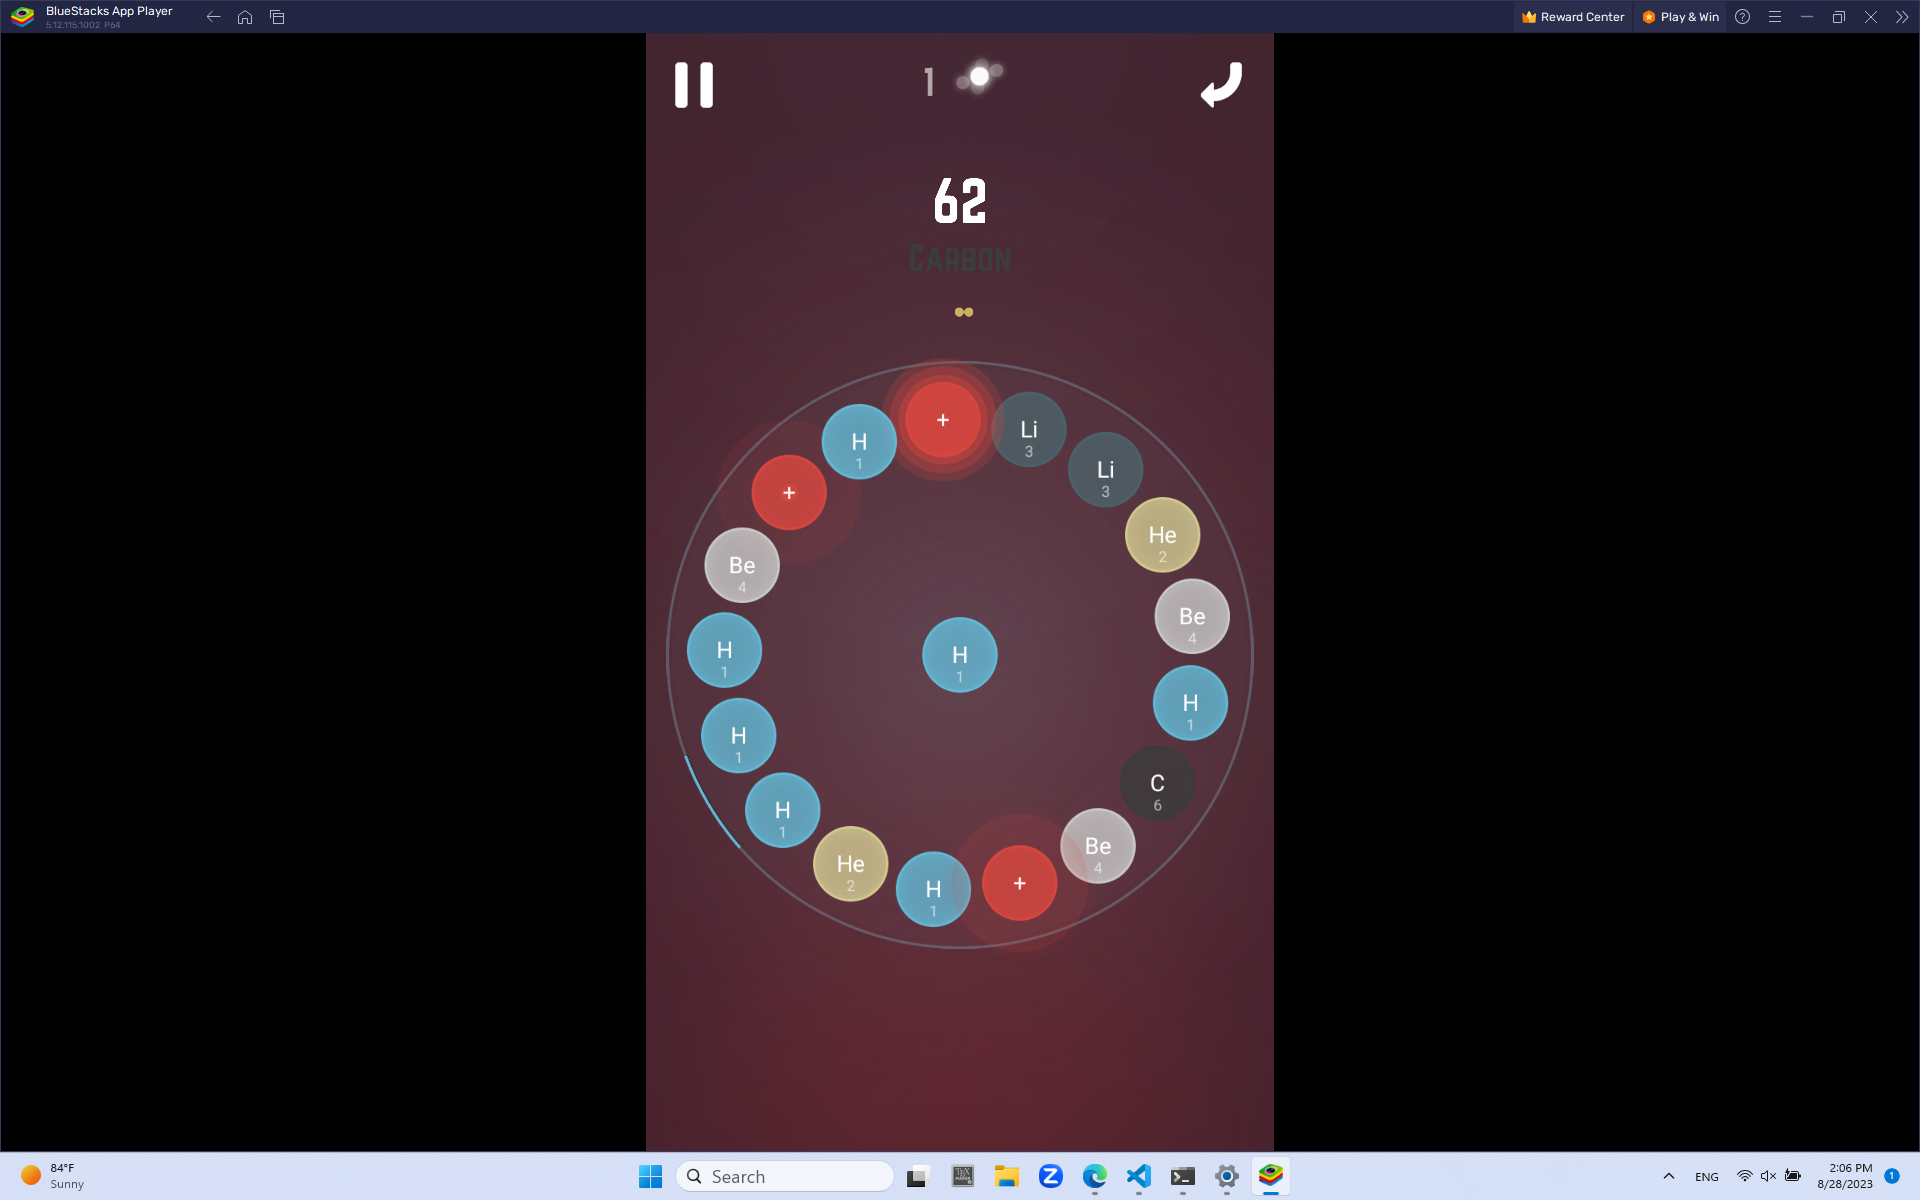 BlueStacks App Player
5.12.115.1002 P64
Reward Center
Play & Win
1
62
CARBON
+
Li
3
H
1
Li
3
+
He
2
Be
4
Be
4
H
1
H
1
H
1
H
1
C
6
H
1
Be
4
He
2
+
H
1
84°F
Sunny
Search
ENG
2:06 PM
8/28/2023
1